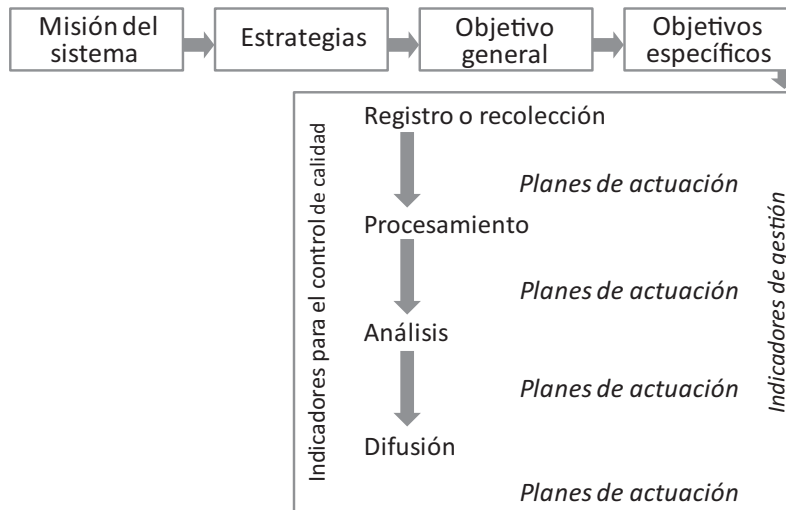 Misión del
sistema
Estrategias
Objetivo
general
Objetivos
específicos
Indicadores para el control de calidad
Registro o recolección
Planes de actuación
Procesamiento
Planes de actuación
Análisis
Planes de actuación
Difusión
Planes de actuación
Indicadores de gestión